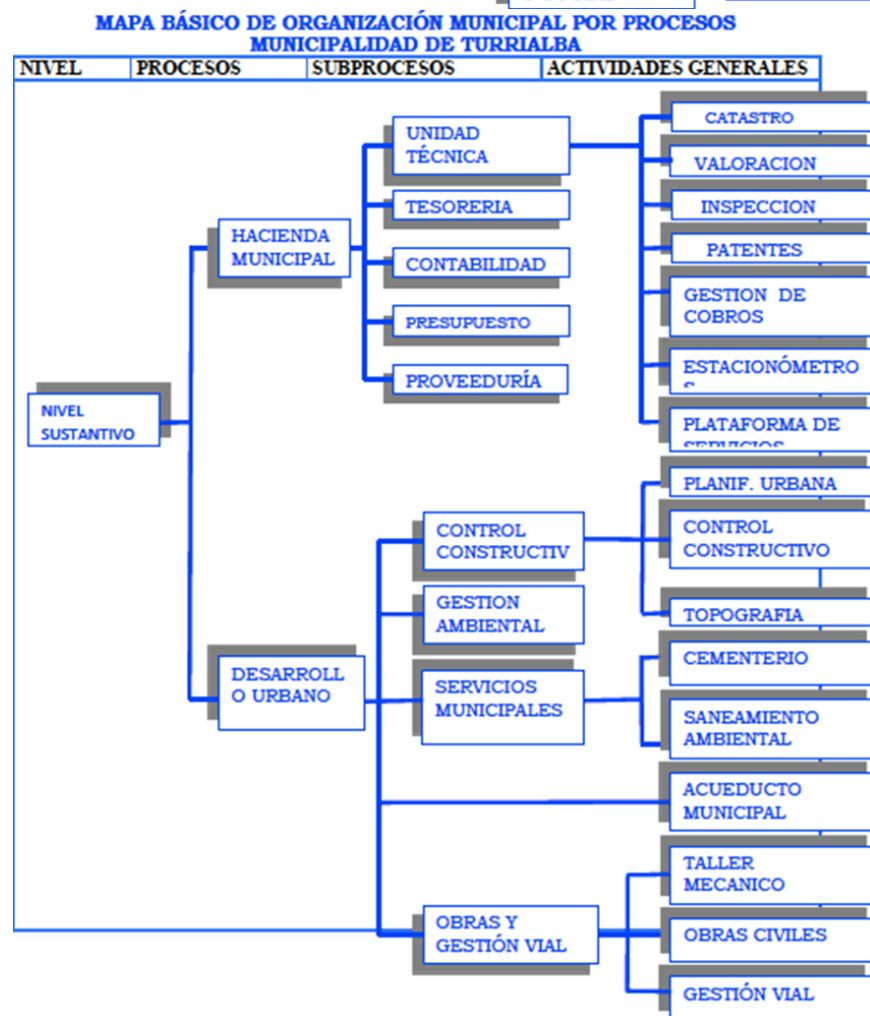 MAPA BÁSICO DE ORGANIZACIÓN MUNICIPAL POR PROCESOS
MUNICIPALIDAD DE TURRIALBA
NIVEL PROCESOS SUBPROCESOS ACTIVIDADES GENERALES
NIVEL
SUSTANTIVO
HACIENDA
MUNICIPAL
UNIDAD
TÉCNICA
TESORERIA
CONTABILIDAD
PRESUPUESTO
PROVEEDURÍA
CATASTRO
VALORACION
INSPECCION
PATENTES
GESTION DE
COBROS
ESTACIONÓMETRO
S
PLATAFORMA DE
SERVICIOS
DESARROLL
O URBANO
CONTROL
CONSTRUCTIV
GESTION
AMBIENTAL
SERVICIOS
MUNICIPALES
OBRAS Y
GESTIÓN VIAL
PLANIF. URBANA
CONTROL
CONSTRUCTIVO
TOPOGRAFIA
CEMENTERIO
SANEAMIENTO
AMBIENTAL
ACUEDUCTO
MUNICIPAL
TALLER
MECANICO
OBRAS CIVILES
GESTIÓN VIAL